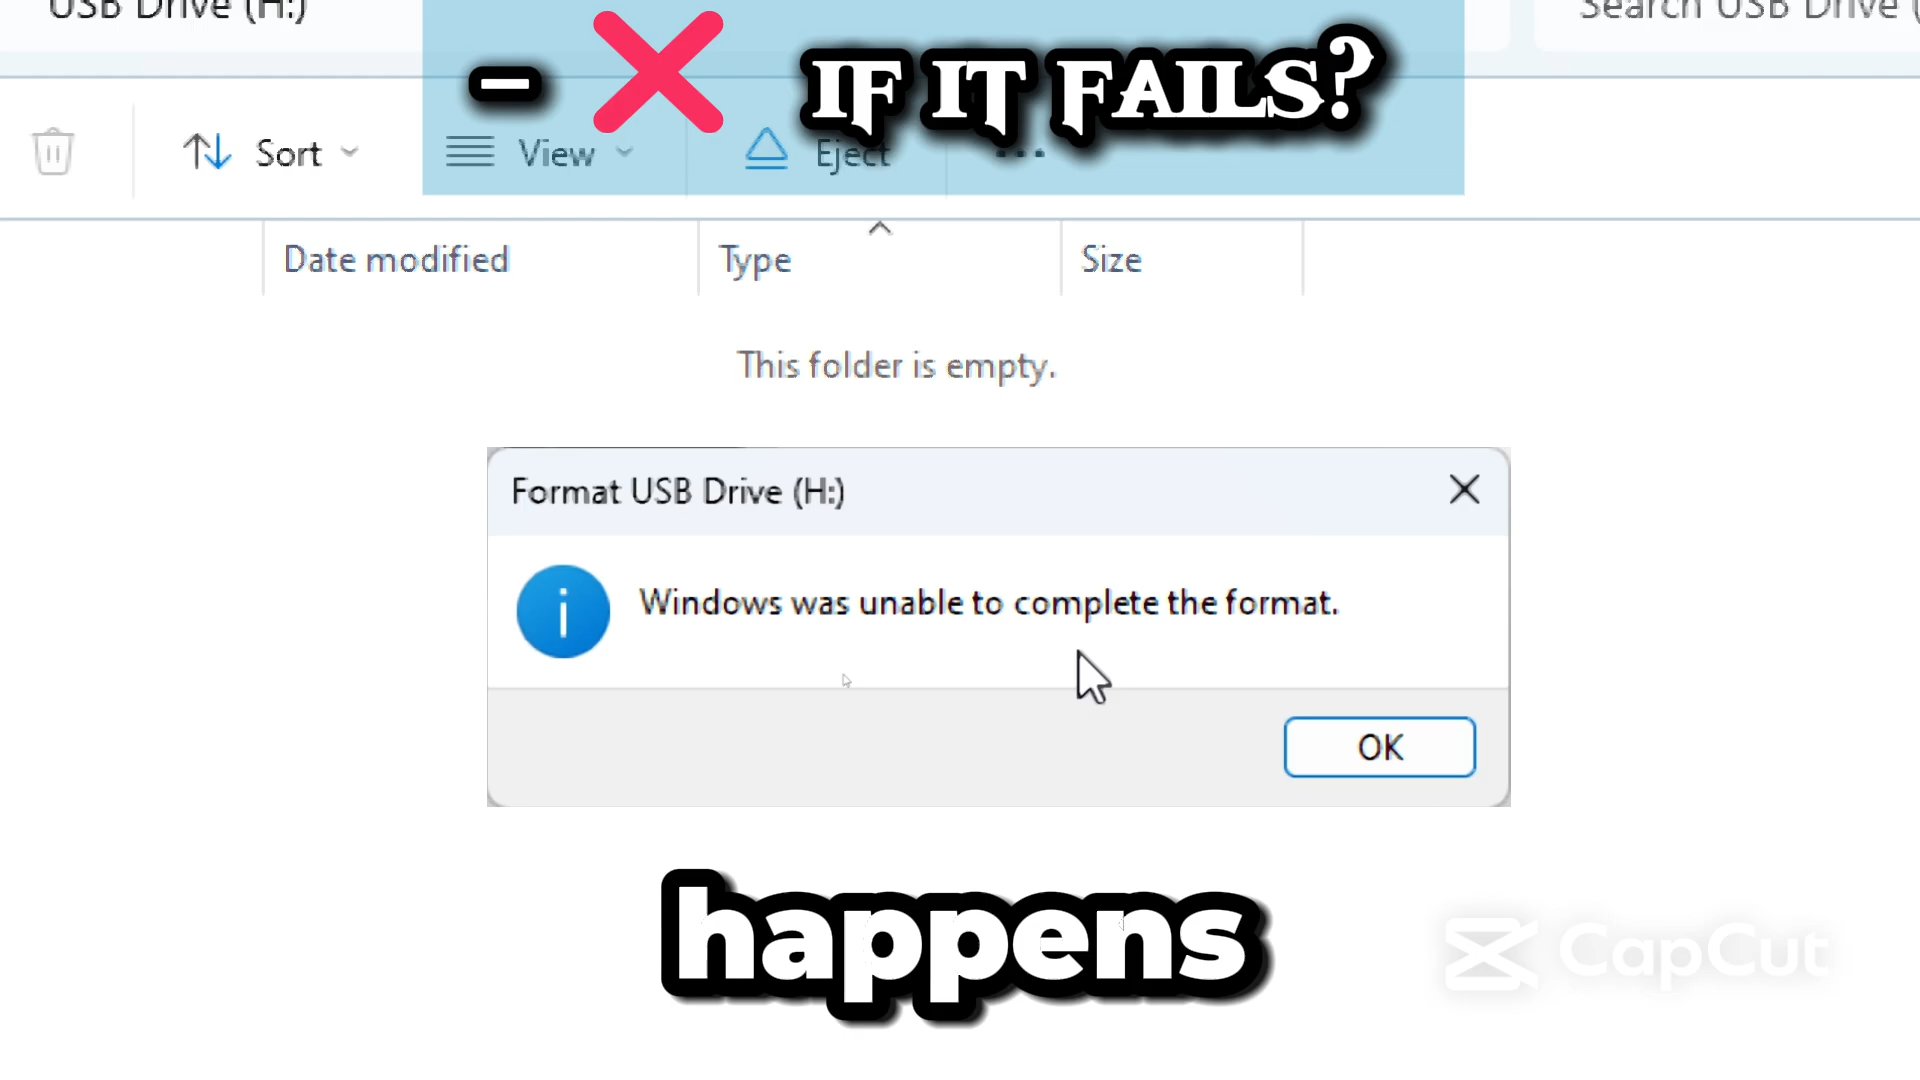 USB Drive (H:)
Search USB Drive (
- ❌ IF IT FAILS?
Sort
View
Eject
...
Date modified
Type
Size
This folder is empty.
Format USB Drive (H:)
Windows was unable to complete the format.
OK
happens
CapCut